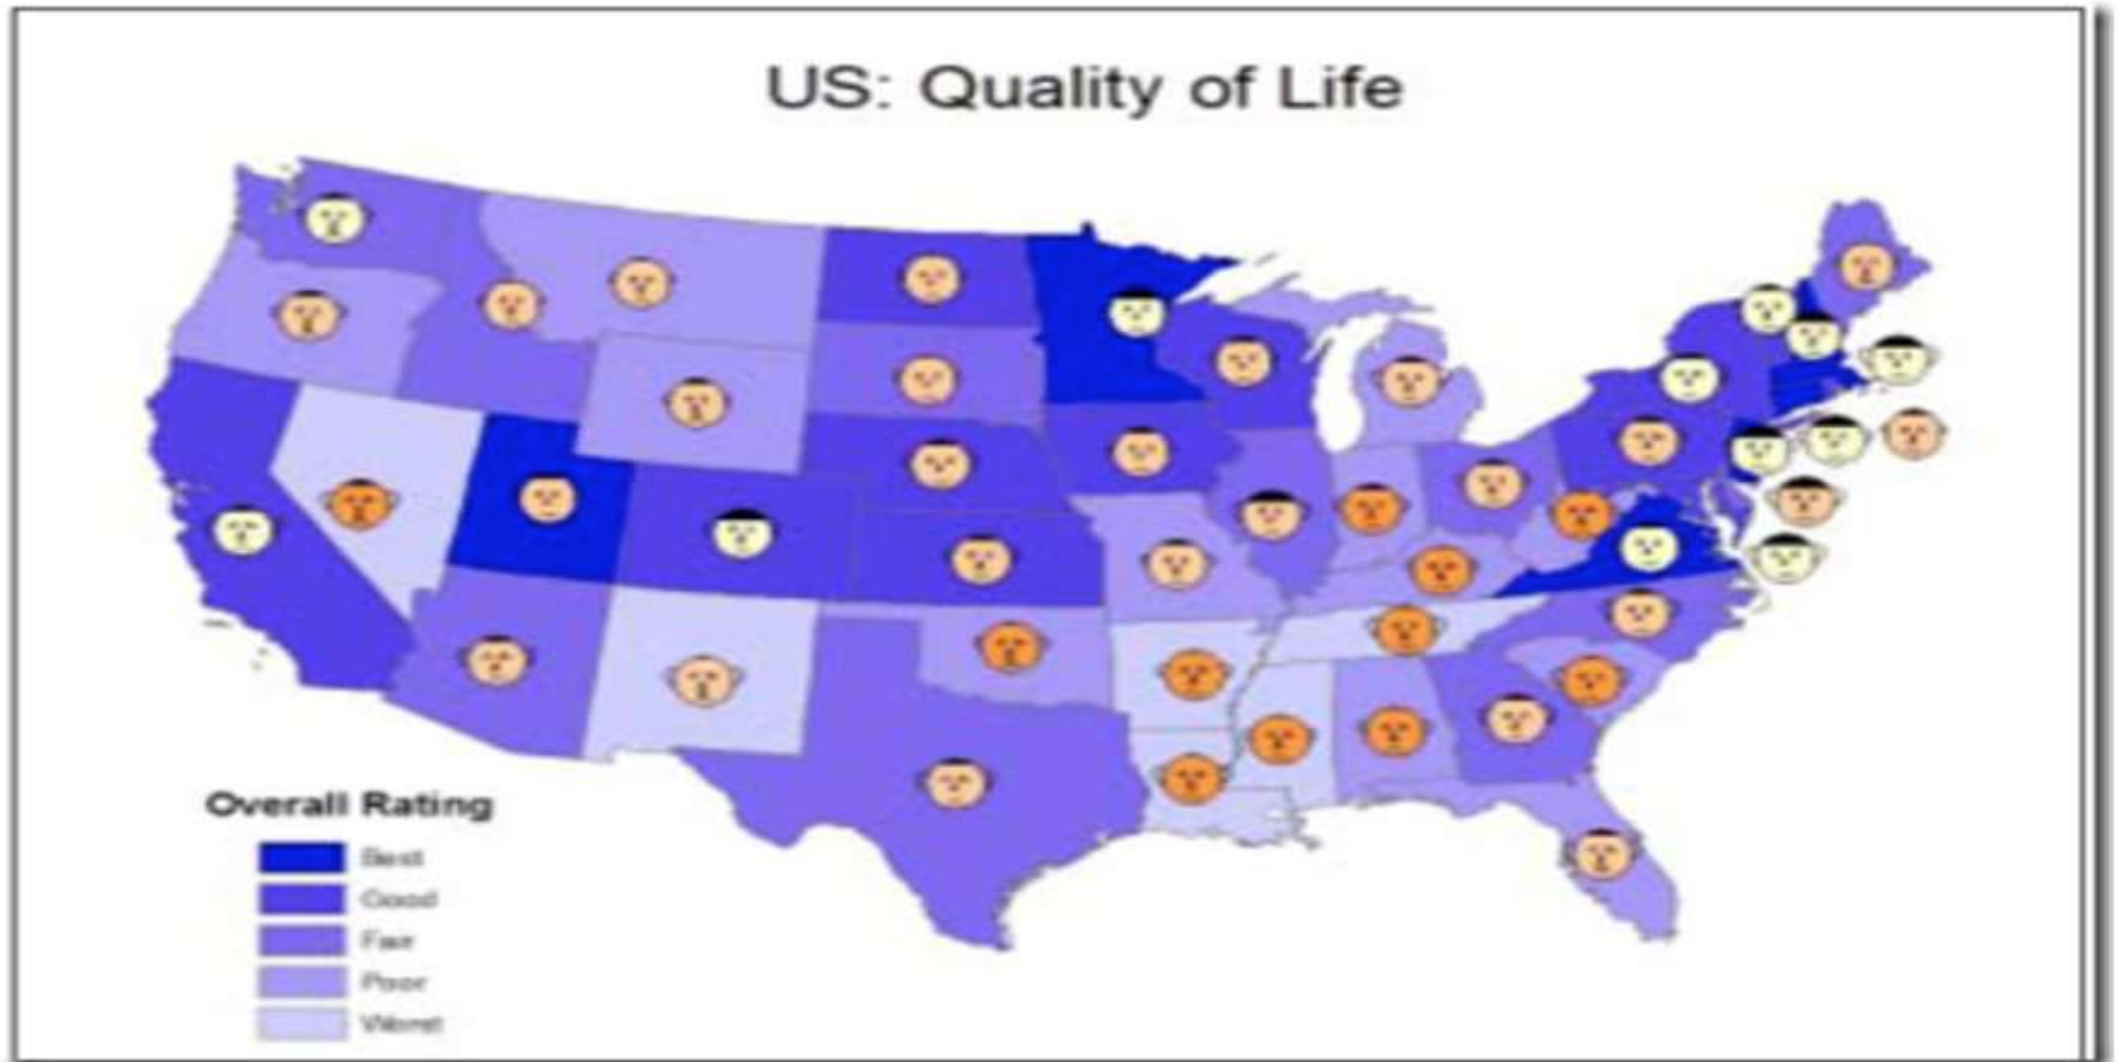 US: Quality of Life
Overall Rating
Best
Good
Fair
Poor
Worst